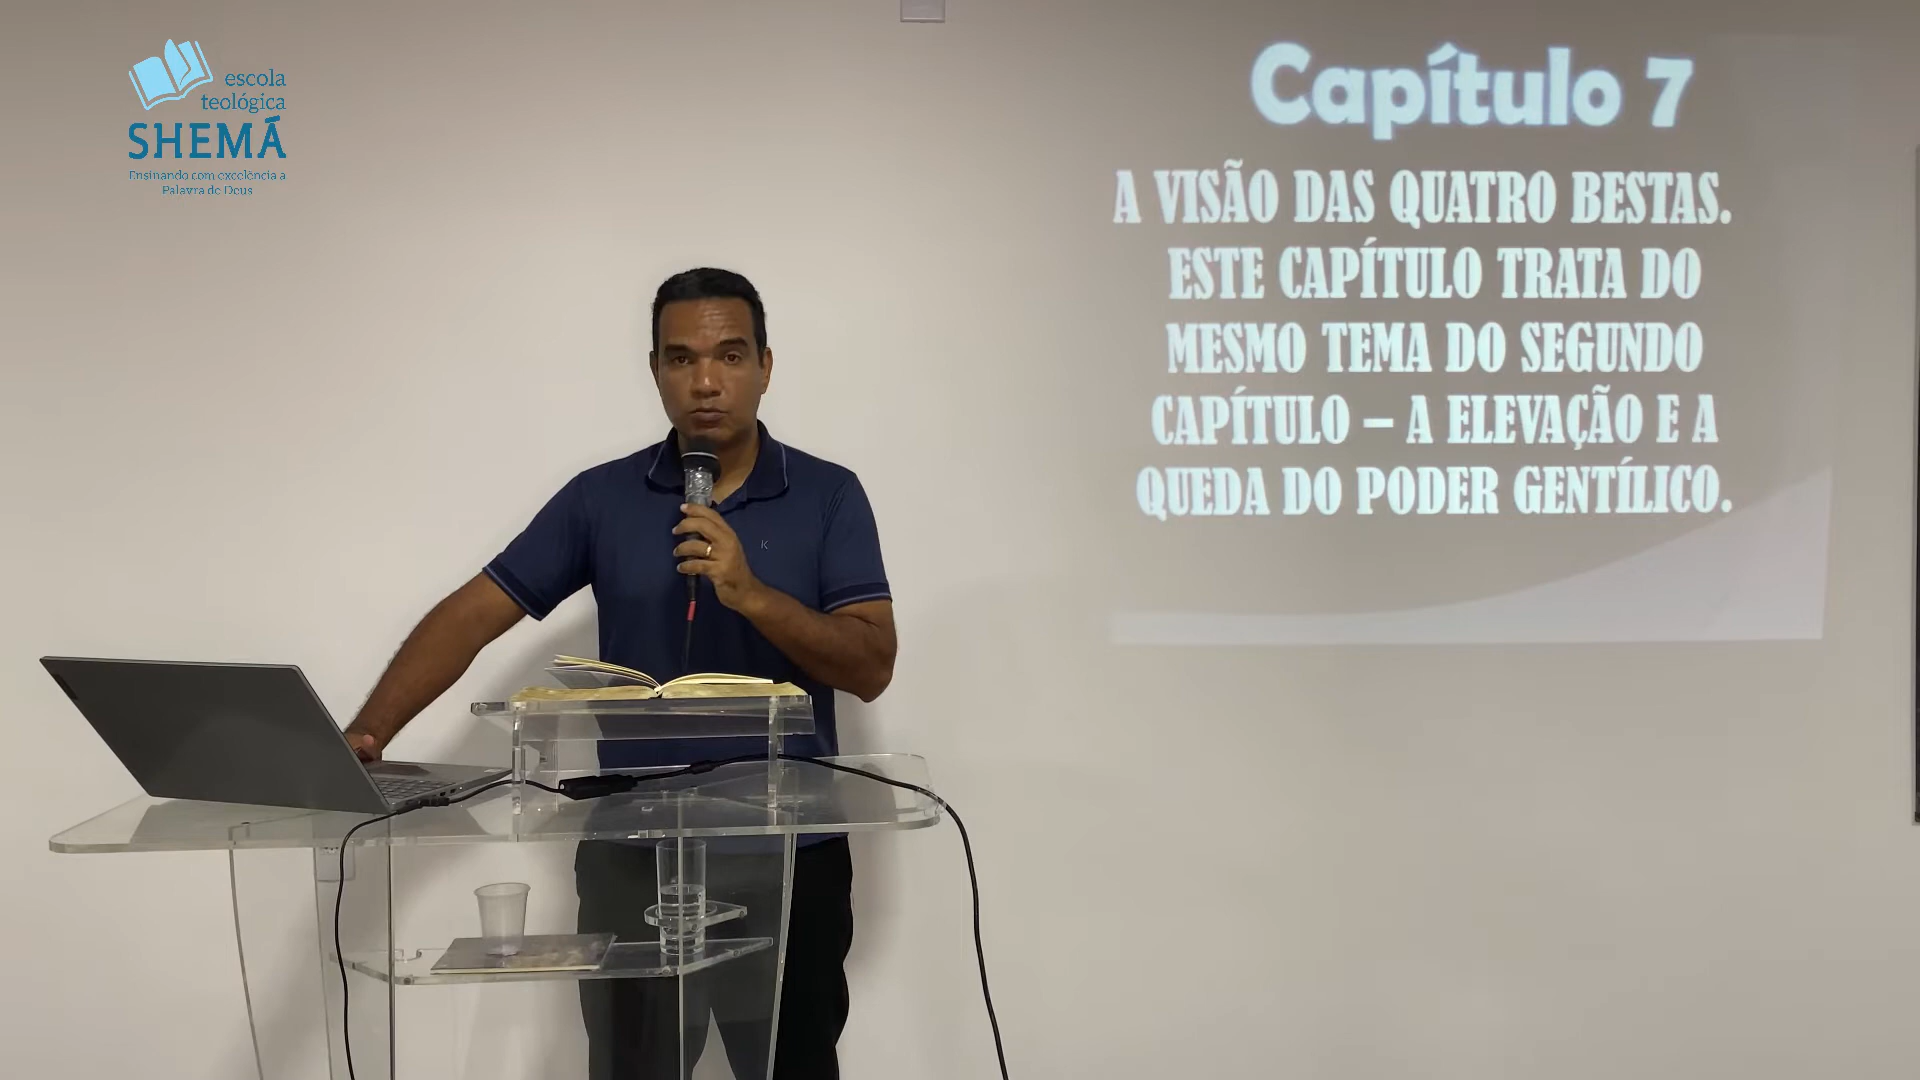 escola
teológica
SHEMÁ
Ensinando com excelência a
Palavra de Deus
Capítulo 7
A VISÃO DAS QUATRO BESTAS.
ESTE CAPÍTULO TRATA DO
MESMO TEMA DO SEGUNDO
CAPÍTULO – A ELEVAÇÃO E A
QUEDA DO PODER GENTÍLICO.
K